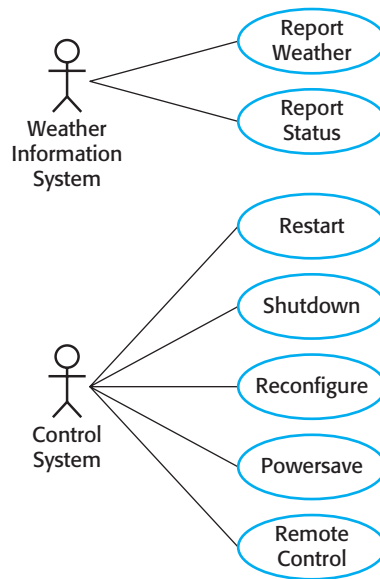 Report
Weather
Report
Status
Weather
Information
System
Restart
Shutdown
Reconfigure
Powersave
Remote
Control
Control
System